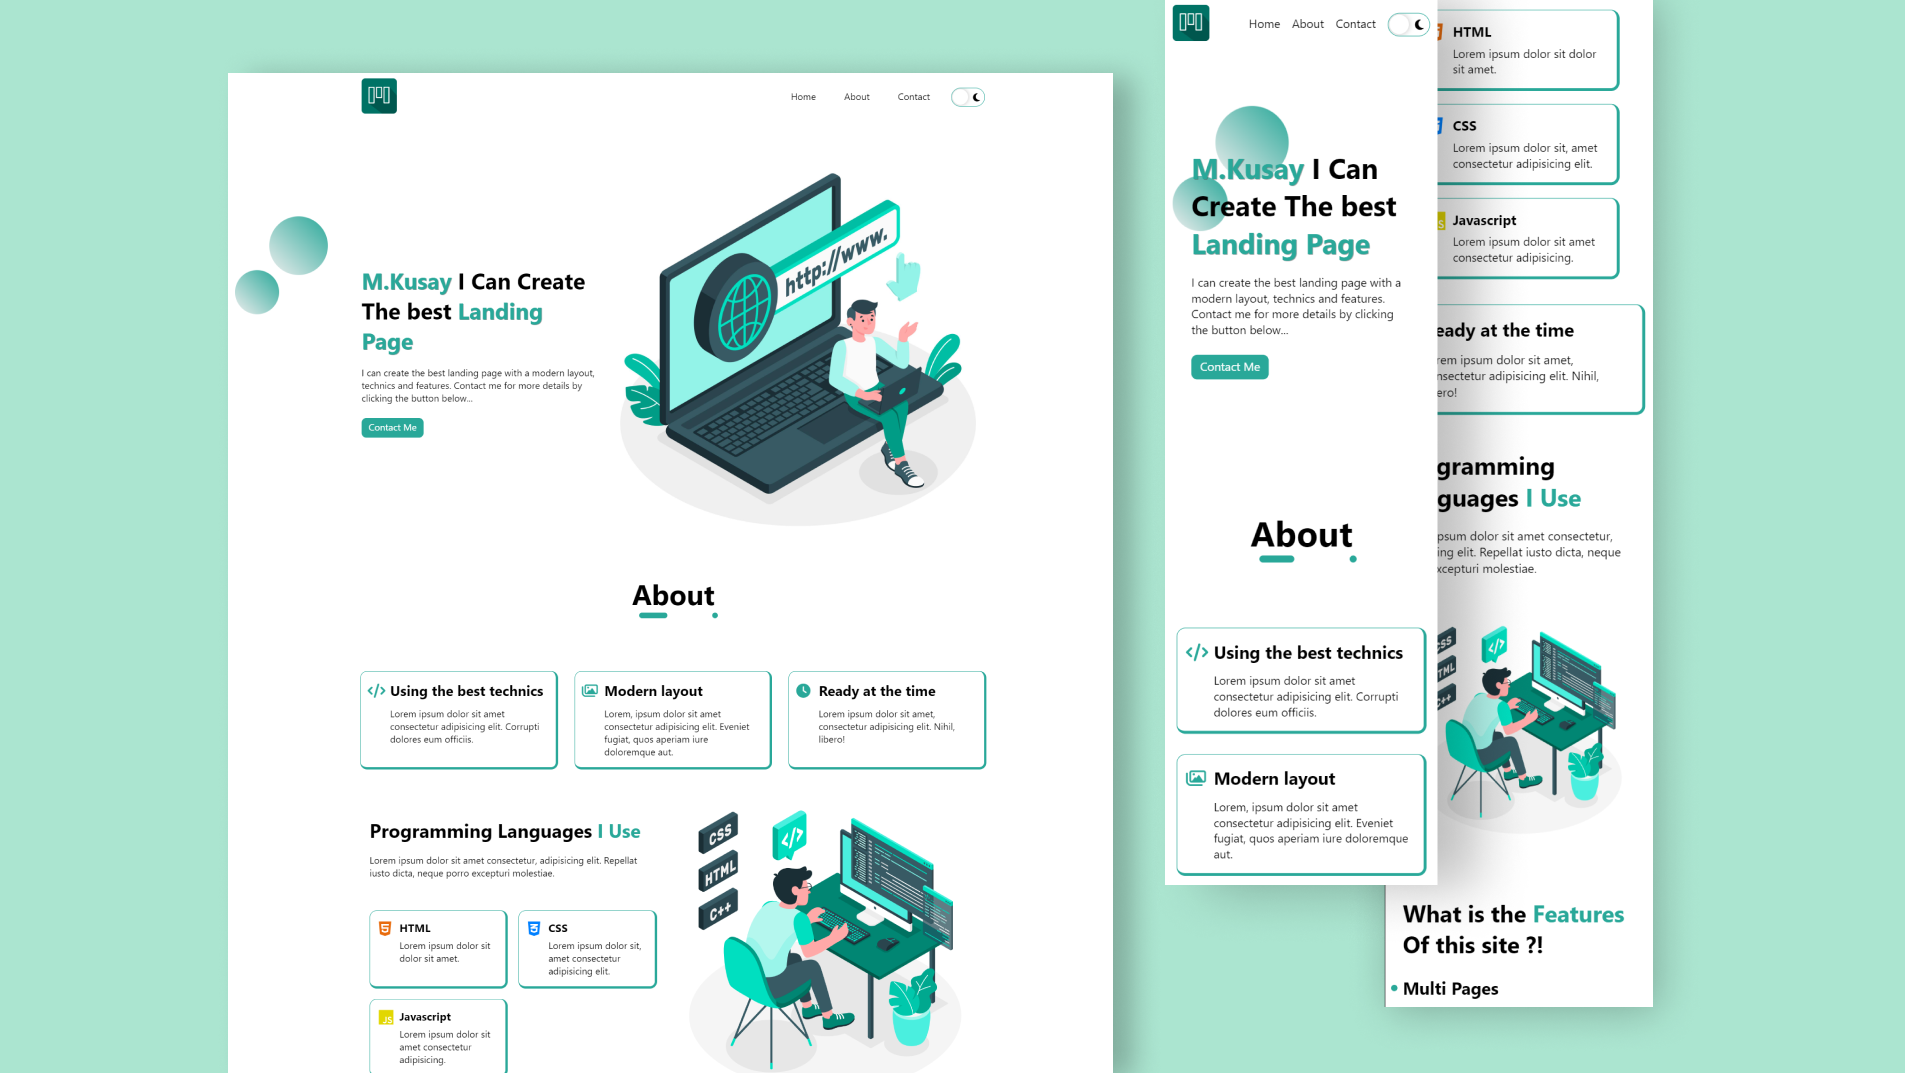 Home About Contact
M.Kusay I Can Create
The best Landing
Page
I can create the best landing page with a modern layout,
technics and features. Contact me for more details by
clicking the button below...
Contact Me
http://www.
About
Using the best technics
Lorem ipsum dolor sit amet
consectetur adipisicing elit. Corrupti
dolores eum officiis.
Modern layout
Lorem, ipsum dolor sit amet
consectetur adipisicing elit. Eveniet
fugiat, quos aperiam iure
doloremque aut.
Ready at the time
Lorem ipsum dolor sit amet,
consectetur adipisicing elit. Nihil,
libero!
Programming Languages I Use
Lorem ipsum dolor sit amet consectetur, adipisicing elit. Repellat
iusto dicta, neque porro excepturi molestiae.
HTML
Lorem ipsum dolor sit
dolor sit amet.
CSS
Lorem ipsum dolor sit,
amet consectetur
adipisicing elit.
JS
Javascript
Lorem ipsum dolor sit
amet consectetur
adipisicing.
CSS
HTML
C++
</>
Home About Contact
M.Kusay I Can
Create The best
Landing Page
I can create the best landing page with a
modern layout, technics and features.
Contact me for more details by clicking
the button below...
Contact Me
About
Using the best technics
Lorem ipsum dolor sit amet
consectetur adipisicing elit. Corrupti
dolores eum officiis.
Modern layout
Lorem, ipsum dolor sit amet
consectetur adipisicing elit. Eveniet
fugiat, quos aperiam iure doloremque
aut.
HTML
Lorem ipsum dolor sit dolor
sit amet.
CSS
Lorem ipsum dolor sit, amet
consectetur adipisicing elit.
Javascript
Lorem ipsum dolor sit amet
consectetur adipisicing.
eady at the time
rem ipsum dolor sit amet,
nsectetur adipisicing elit. Nihil,
ero!
gramming
guages I Use
psum dolor sit amet consectetur,
ing elit. Repellat iusto dicta, neque
xcepturi molestiae.
CSS
HTML
C++
</>
What is the Features
Of this site ?!
Multi Pages